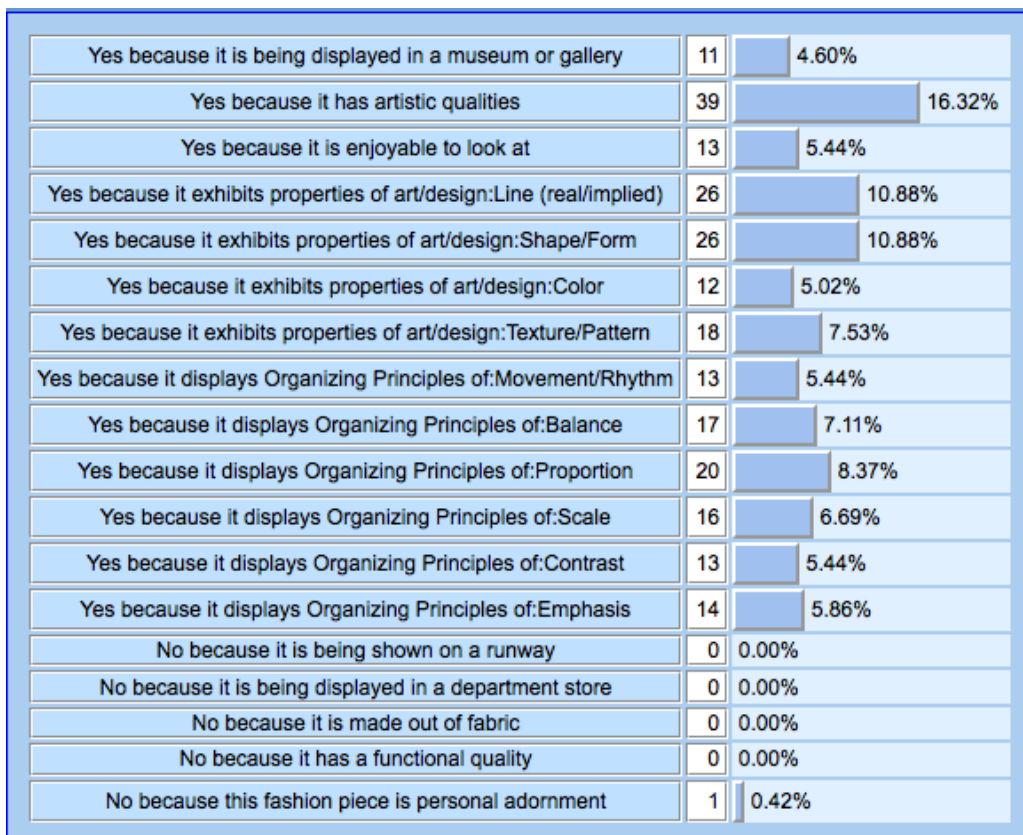 Yes because it is being displayed in a museum or gallery 11 4.60%
Yes because it has artistic qualities 39 16.32%
Yes because it is enjoyable to look at 13 5.44%
Yes because it exhibits properties of art/design:Line (real/implied) 26 10.88%
Yes because it exhibits properties of art/design:Shape/Form 26 10.88%
Yes because it exhibits properties of art/design:Color 12 5.02%
Yes because it exhibits properties of art/design:Texture/Pattern 18 7.53%
Yes because it displays Organizing Principles of:Movement/Rhythm 13 5.44%
Yes because it displays Organizing Principles of:Balance 17 7.11%
Yes because it displays Organizing Principles of:Proportion 20 8.37%
Yes because it displays Organizing Principles of:Scale 16 6.69%
Yes because it displays Organizing Principles of:Contrast 13 5.44%
Yes because it displays Organizing Principles of:Emphasis 14 5.86%
No because it is being shown on a runway 0 0.00%
No because it is being displayed in a department store 0 0.00%
No because it is made out of fabric 0 0.00%
No because it has a functional quality 0 0.00%
No because this fashion piece is personal adornment 1 0.42%